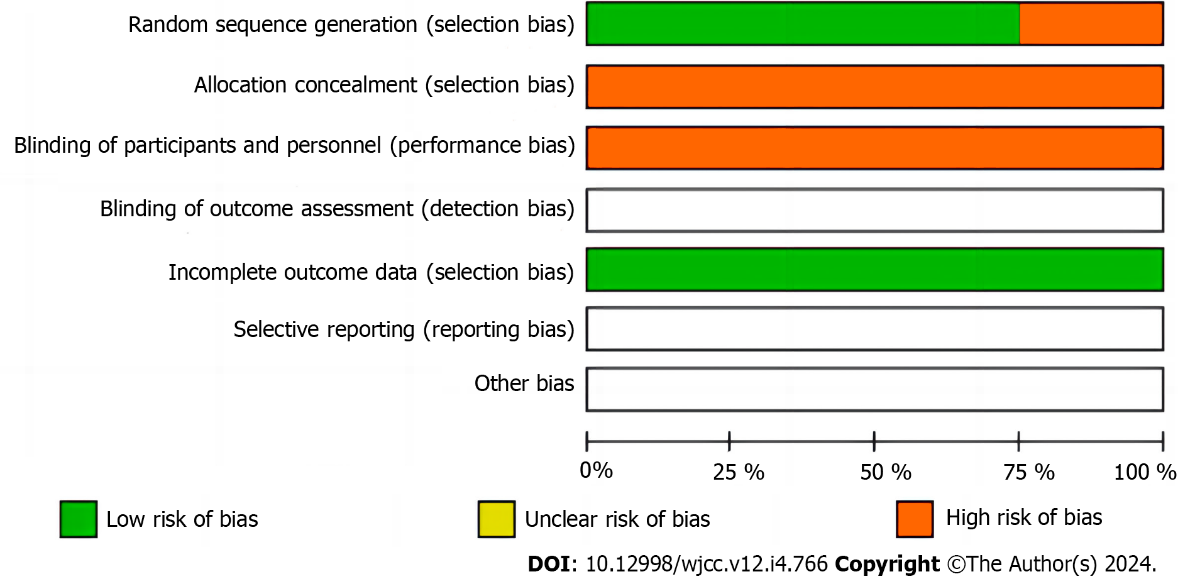 Random sequence generation (selection bias)
Allocation concealment (selection bias)
Blinding of participants and personnel (performance bias)
Blinding of outcome assessment (detection bias)
Incomplete outcome data (selection bias)
Selective reporting (reporting bias)
Other bias
0% 25 % 50 % 75 % 100 %
Low risk of bias Unclear risk of bias High risk of bias
DOI: 10.12998/wjcc.v12.i4.766 Copyright ©The Author(s) 2024.